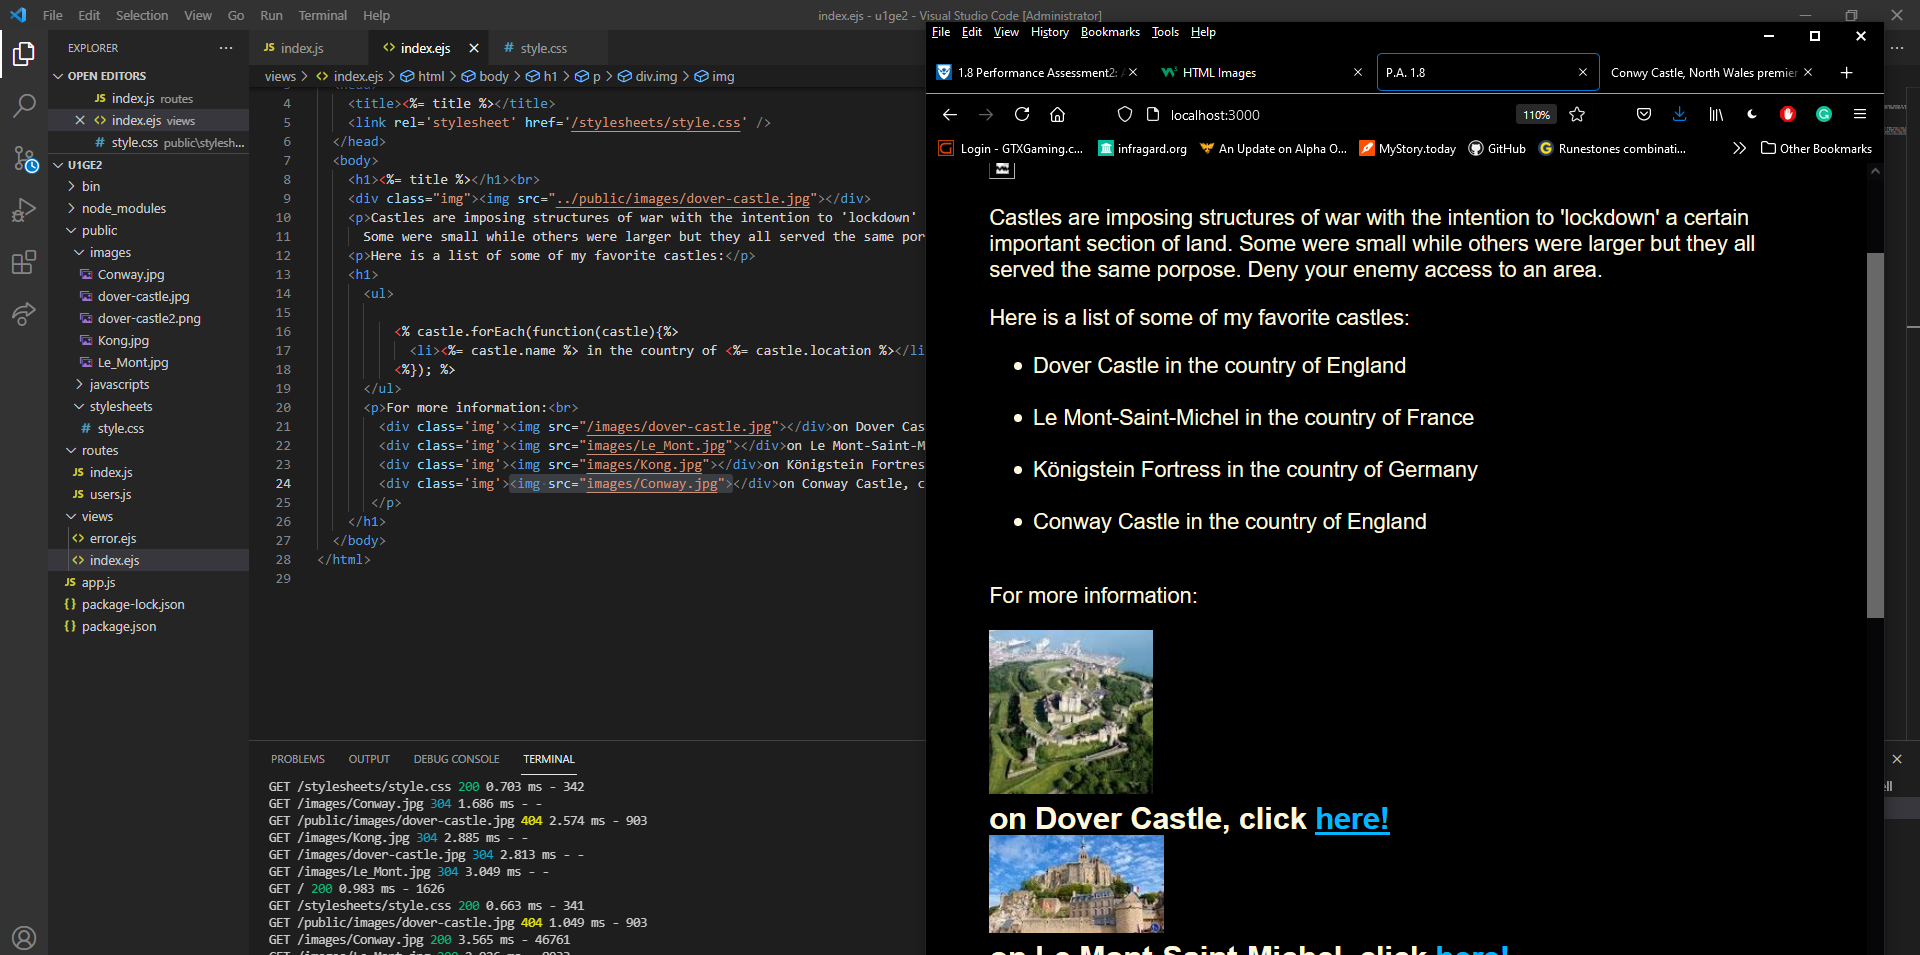 File Edit Selection View Go Run Terminal Help
index.ejs - u1ge2 - Visual Studio Code [Administrator]
EXPLORER
OPEN EDITORS
index.js routes
index.ejs views
style.css public\stylesh...
U1GE2
bin
node_modules
public
images
Conway.jpg
dover-castle.jpg
dover-castle2.png
Kong.jpg
Le_Mont.jpg
javascripts
stylesheets
style.css
routes
index.js
users.js
views
error.ejs
index.ejs
app.js
package-lock.json
package.json
index.js
index.ejs
style.css
views > index.ejs > html > body > h1 > p > div.img > img
4 <title><%= title %></title>
5 <link rel='stylesheet' href='/stylesheets/style.css' />
6 </head>
7 <body>
8 <h1><%= title %></h1><br>
9 <div class="img"><img src="../public/images/dover-castle.jpg"></div>
10 <p>Castles are imposing structures of war with the intention to 'lockdown'
11 Some were small while others were larger but they all served the same por
12 <p>Here is a list of some of my favorite castles:</p>
13 <h1>
14 <ul>
15
16 <% castle.forEach(function(castle){%>
17 <li><%= castle.name %> in the country of <%= castle.location %></li
18 <%}); %>
19 </ul>
20 <p>For more information:<br>
21 <div class='img'><img src="/images/dover-castle.jpg"></div>on Dover Cas
22 <div class='img'><img src="images/Le_Mont.jpg"></div>on Le Mont-Saint-M
23 <div class='img'><img src="images/Kong.jpg"></div>on Königstein Fortres
24 <div class='img'><img src="images/Conway.jpg"></div>on Conway Castle, c
25 </p>
26 </h1>
27 </body>
28 </html>
29
PROBLEMS OUTPUT DEBUG CONSOLE TERMINAL
GET /stylesheets/style.css 200 0.703 ms - 342
GET /images/Conway.jpg 304 1.686 ms - -
GET /public/images/dover-castle.jpg 404 2.574 ms - 903
GET /images/Kong.jpg 304 2.885 ms - -
GET /images/dover-castle.jpg 304 2.813 ms - -
GET /images/Le_Mont.jpg 304 3.049 ms - -
GET / 200 0.983 ms - 1626
GET /stylesheets/style.css 200 0.663 ms - 341
GET /public/images/dover-castle.jpg 404 1.049 ms - 903
GET /images/Conway.jpg 200 3.565 ms - 46761
File Edit View History Bookmarks Tools Help
1.8 Performance Assessment2:
HTML Images
P.A. 1.8
Conwy Castle, North Wales premier
localhost:3000
110%
Login - GTXGaming.c...
infragard.org
An Update on Alpha O...
MyStory.today
GitHub
Runestones combinati...
Other Bookmarks
Castles are imposing structures of war with the intention to 'lockdown' a certain
important section of land. Some were small while others were larger but they all
served the same porpose. Deny your enemy access to an area.
Here is a list of some of my favorite castles:
Dover Castle in the country of England
Le Mont-Saint-Michel in the country of France
Königstein Fortress in the country of Germany
Conway Castle in the country of England
For more information:
on Dover Castle, click here!
on Le Mont-Saint-Michel, click here!
ell